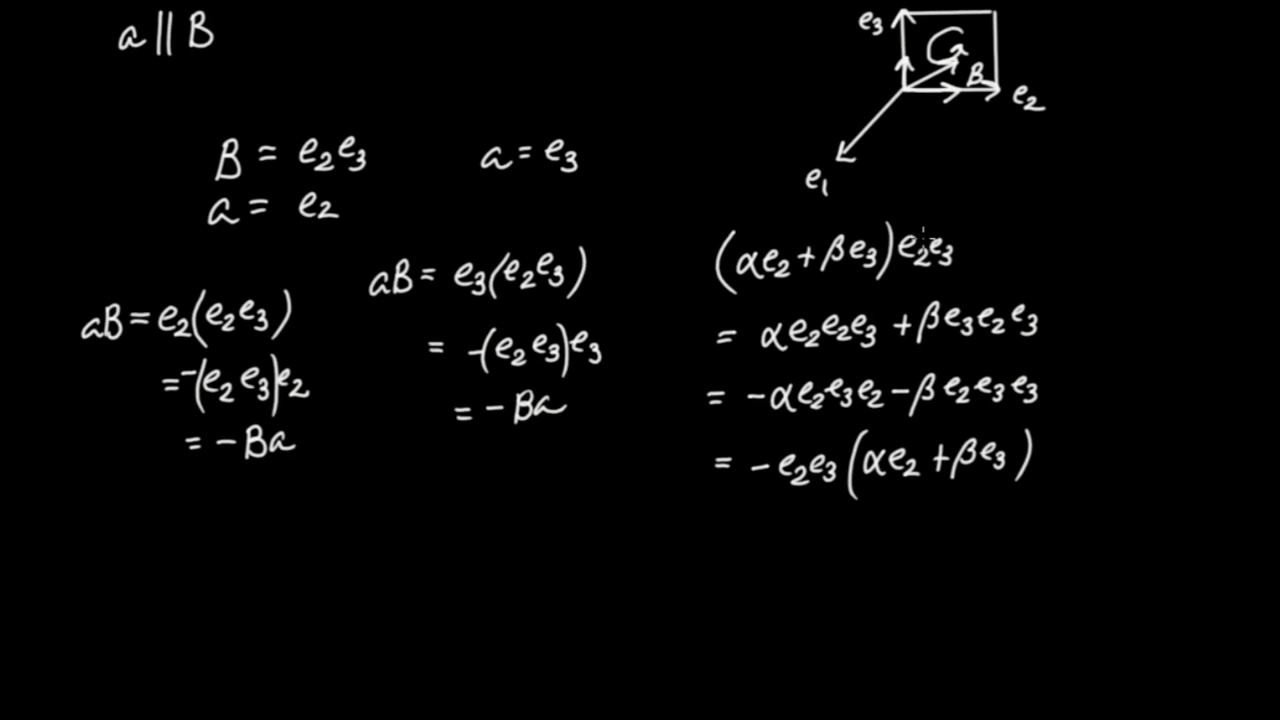 a ∥ B
e₃
B
e₂
e₁
B = e₂e₃
a = e₂
a = e₃
aB = e₂(e₂e₃)
= -(e₂e₃)e₂
= -Ba
aB = e₃(e₂e₃)
= -(e₂e₃)e₃
= -Ba
(αe₂ + βe₃)e₂e₃
= αe₂e₂e₃ + βe₃e₂e₃
= -αe₂e₃e₂ - βe₂e₃e₃
= -e₂e₃(αe₂ + βe₃)